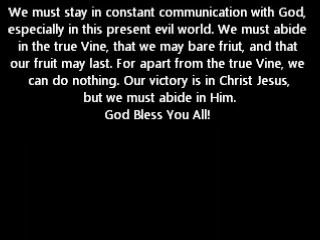 We must stay in constant communication with God,
especially in this present evil world. We must abide
in the true Vine, that we may bare friut, and that
our fruit may last. For apart from the true Vine, we
can do nothing. Our victory is in Christ Jesus,
but we must abide in Him.
God Bless You All!